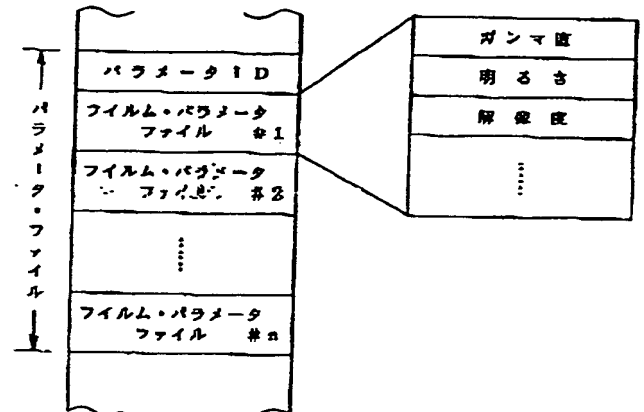 パラメータ・ファイル
パラメータID
フイルム・パラメータ
ファイル #1
フイルム・パラメータ
ファイル #2
フイルム・パラメータ
ファイル #n
ガンマ値
明るさ
解像度